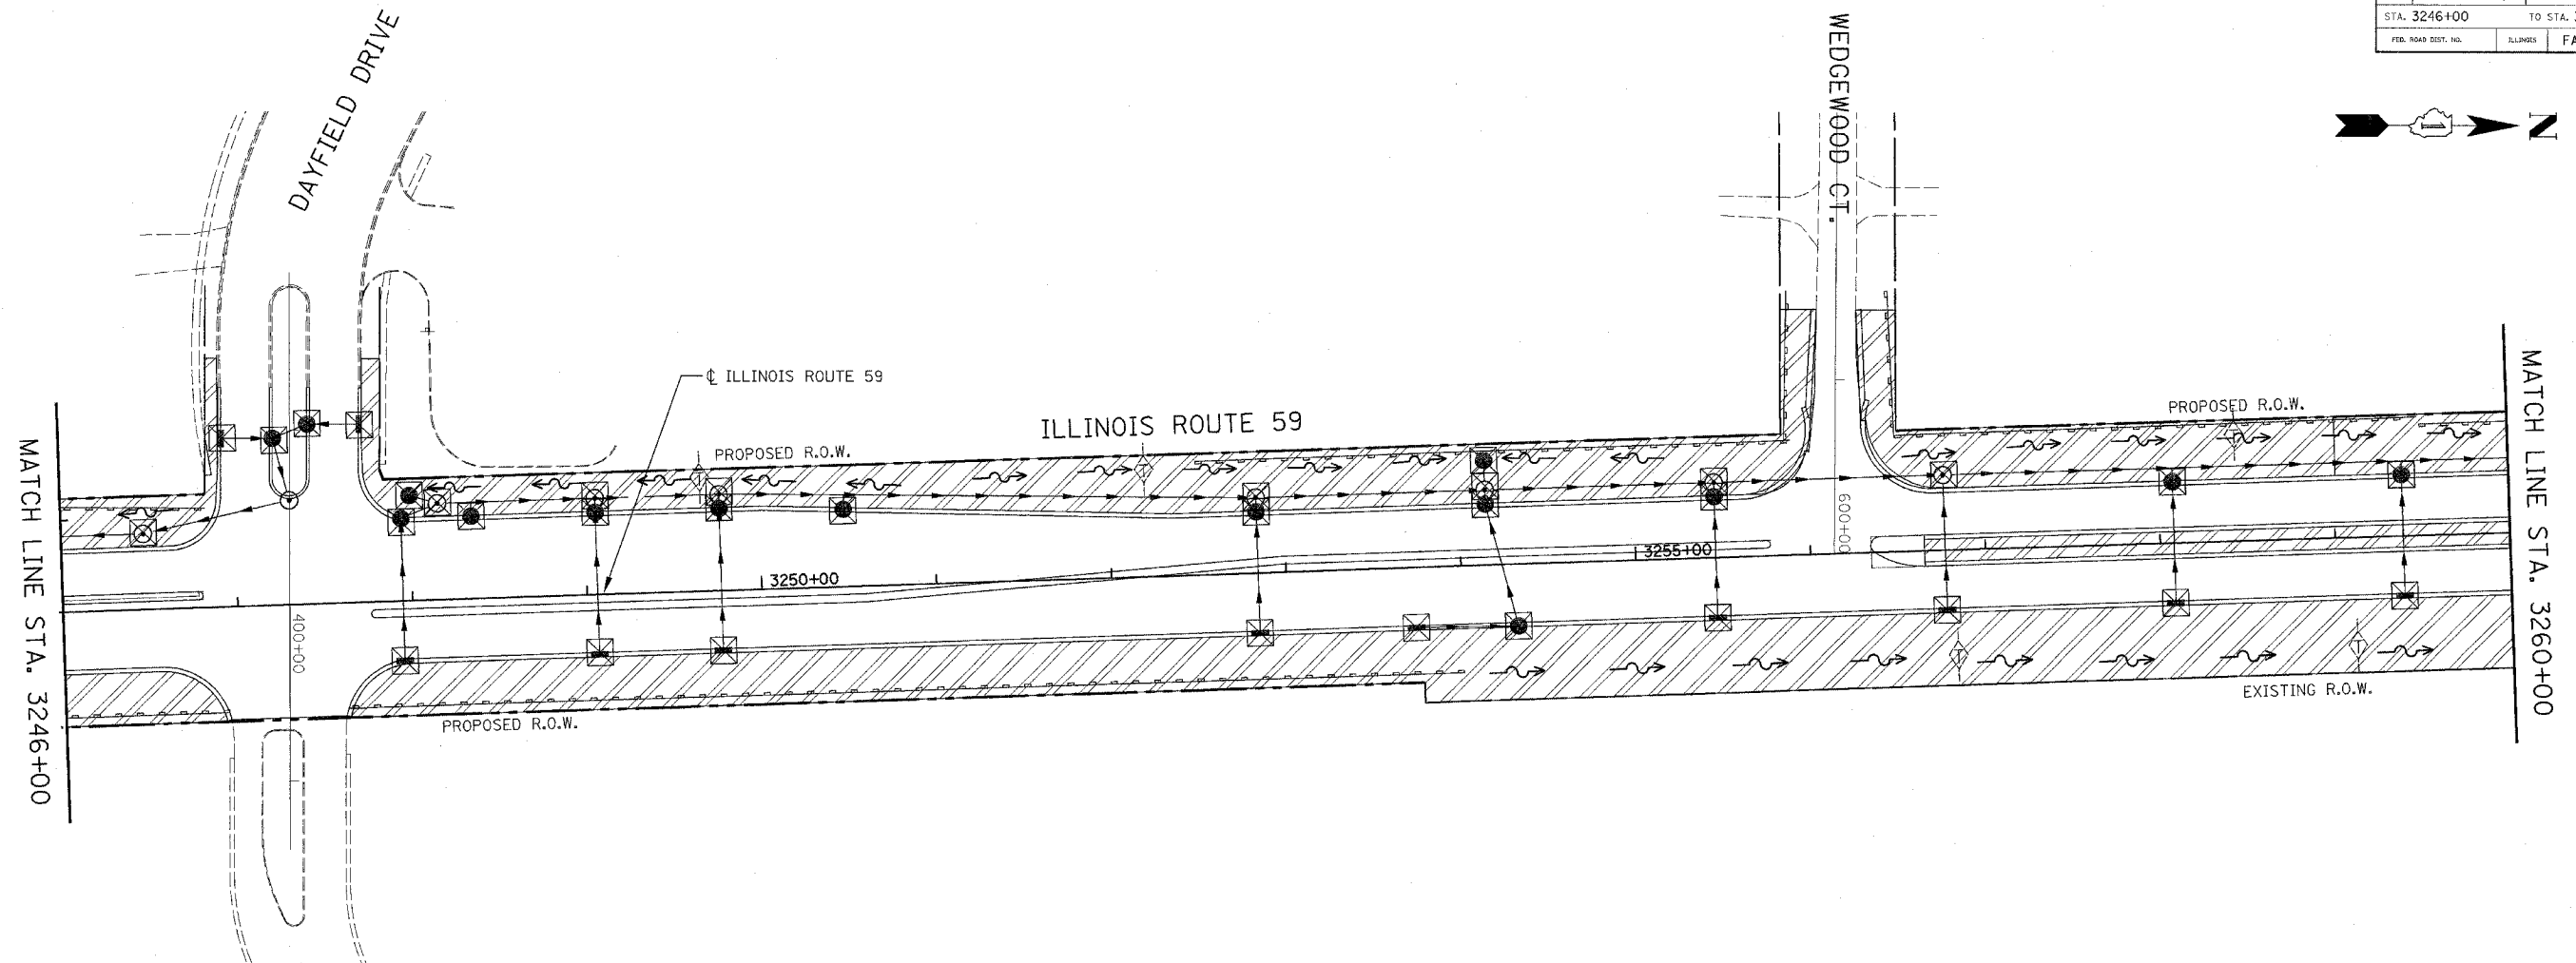 STA. 3246+00 TO STA.
FED. ROAD DIST. NO. ILLINOIS FA
DAYFIELD DRIVE
WEDGEWOOD CT.
N
℄ ILLINOIS ROUTE 59
ILLINOIS ROUTE 59
PROPOSED R.O.W.
PROPOSED R.O.W.
MATCH LINE STA. 3246+00
MATCH LINE STA. 3260+00
3250+00
3255+00
400+00
600+00
T
T
T
T
T
PROPOSED R.O.W.
EXISTING R.O.W.